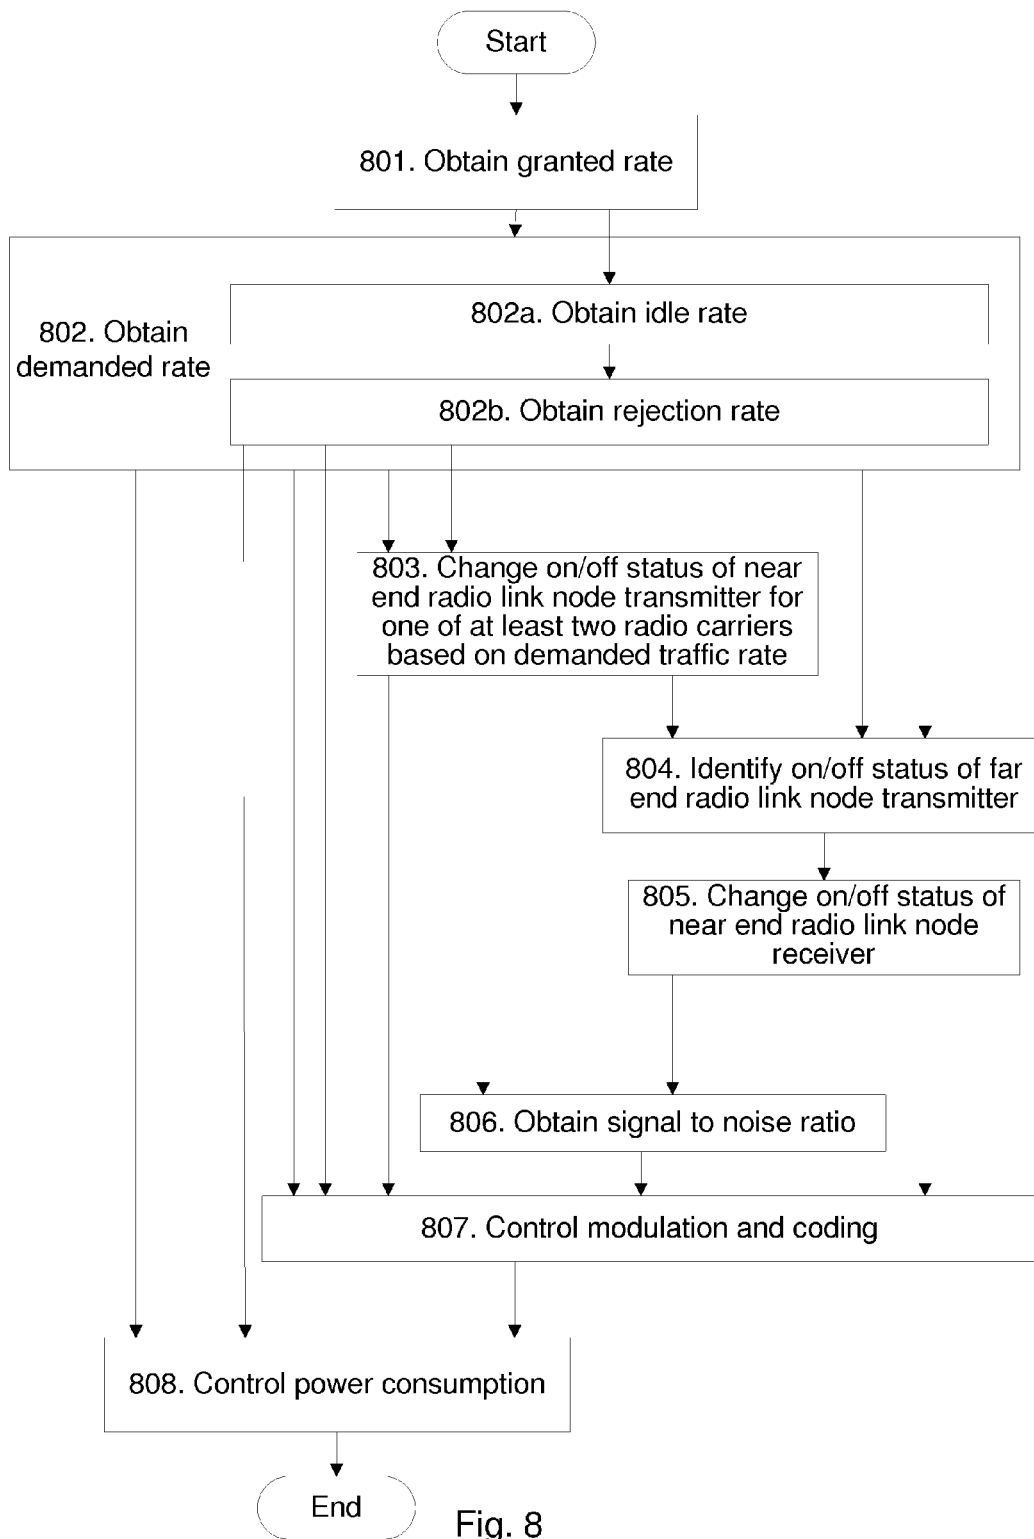 Start
801. Obtain granted rate
802. Obtain
demanded rate
802a. Obtain idle rate
802b. Obtain rejection rate
803. Change on/off status of near
end radio link node transmitter for
one of at least two radio carriers
based on demanded traffic rate
804. Identify on/off status of far
end radio link node transmitter
805. Change on/off status of
near end radio link node
receiver
806. Obtain signal to noise ratio
807. Control modulation and coding
808. Control power consumption
End
Fig. 8